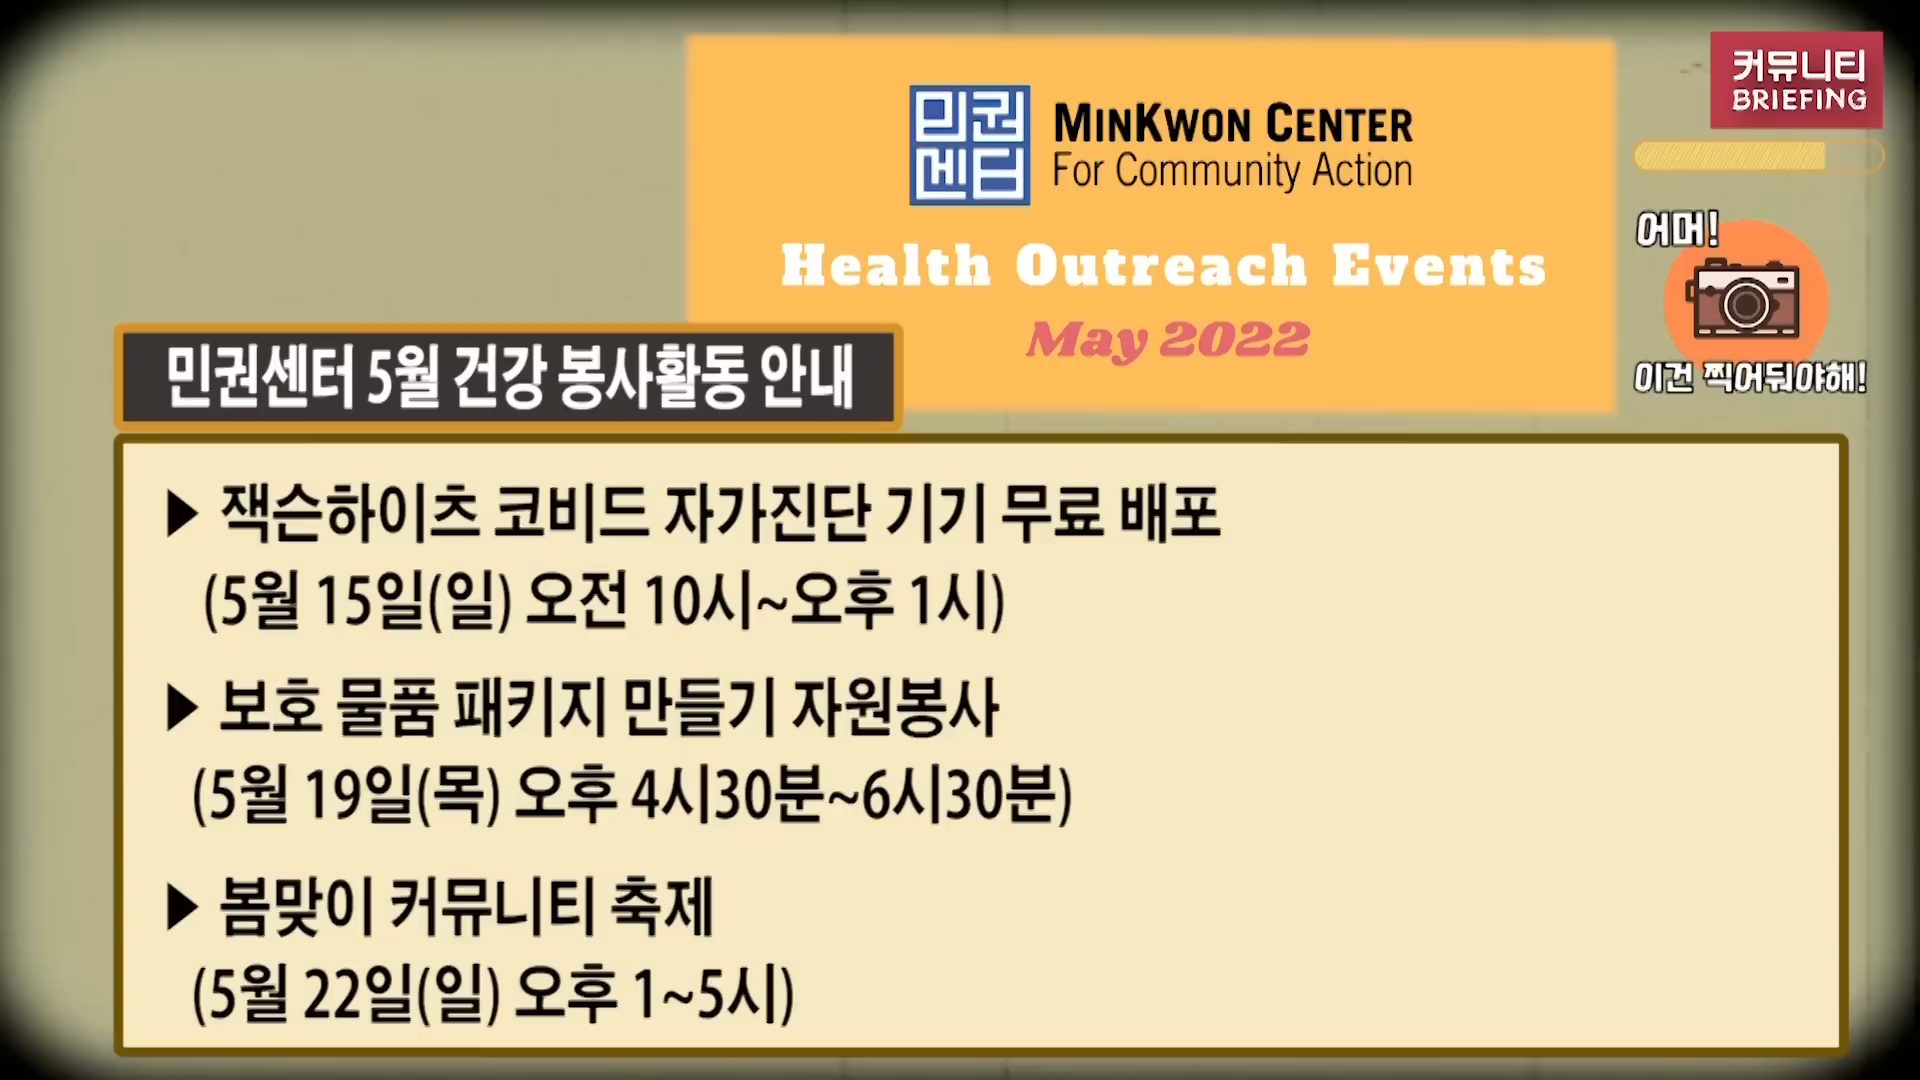 커뮤니티
BRIEFING
민권
센터
MINKWON CENTER
For Community Action
Health Outreach Events
May 2022
어머!
이건 찍어둬야해!
민권센터 5월 건강 봉사활동 안내
▶ 잭슨하이츠 코비드 자가진단 기기 무료 배포
(5월 15일(일) 오전 10시~오후 1시)
▶ 보호 물품 패키지 만들기 자원봉사
(5월 19일(목) 오후 4시30분~6시30분)
▶ 봄맞이 커뮤니티 축제
(5월 22일(일) 오후 1~5시)